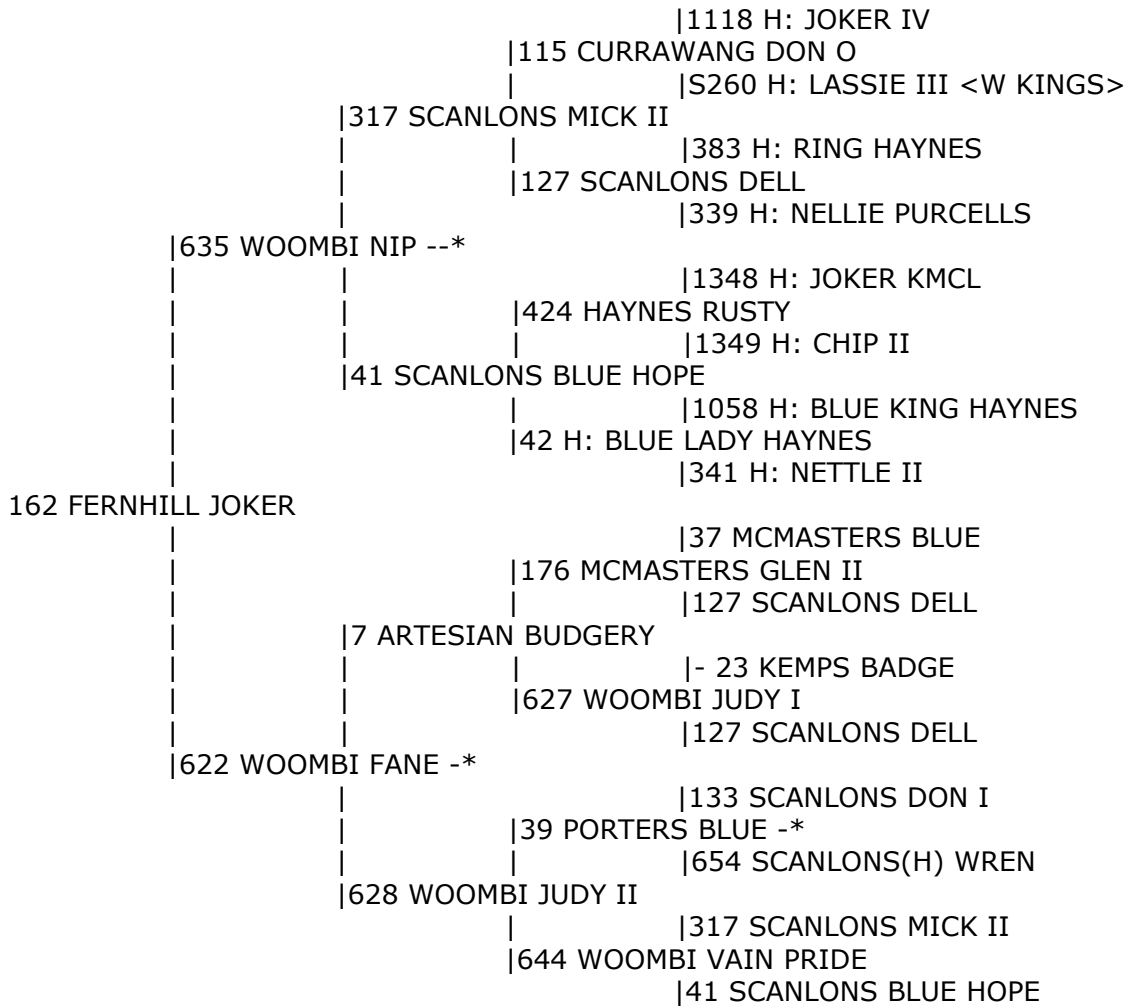 |1118 H: JOKER IV
|115 CURRAWANG DON O
| |S260 H: LASSIE III <W KINGS>
|317 SCANLONS MICK II
| | |383 H: RING HAYNES
| |127 SCANLONS DELL
| |339 H: NELLIE PURCELLS
|635 WOOMBI NIP --*
| | |1348 H: JOKER KMCL
| | |424 HAYNES RUSTY
| | | |1349 H: CHIP II
| |41 SCANLONS BLUE HOPE
| | |1058 H: BLUE KING HAYNES
| |42 H: BLUE LADY HAYNES
| |341 H: NETTLE II
162 FERNHILL JOKER
| |37 MCMASTERS BLUE
| |176 MCMASTERS GLEN II
| | |127 SCANLONS DELL
| |7 ARTESIAN BUDGERY
| | | |- 23 KEMPS BADGE
| | |627 WOOMBI JUDY I
| | |127 SCANLONS DELL
|622 WOOMBI FANE -*
| |133 SCANLONS DON I
| |39 PORTERS BLUE -*
| | |654 SCANLONS(H) WREN
|628 WOOMBI JUDY II
| |317 SCANLONS MICK II
|644 WOOMBI VAIN PRIDE
|41 SCANLONS BLUE HOPE